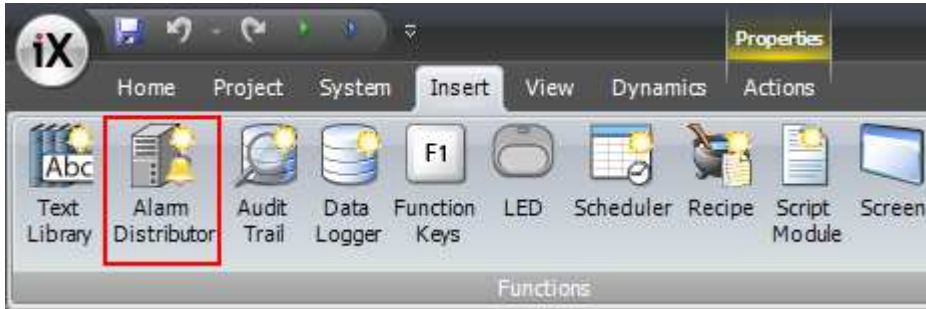 iX
Properties
Home Project System Insert View Dynamics Actions
Abc F1
Text Alarm Audit Data Function LED Scheduler Recipe Script Screen
Library Distributor Trail Logger Keys Module
Functions